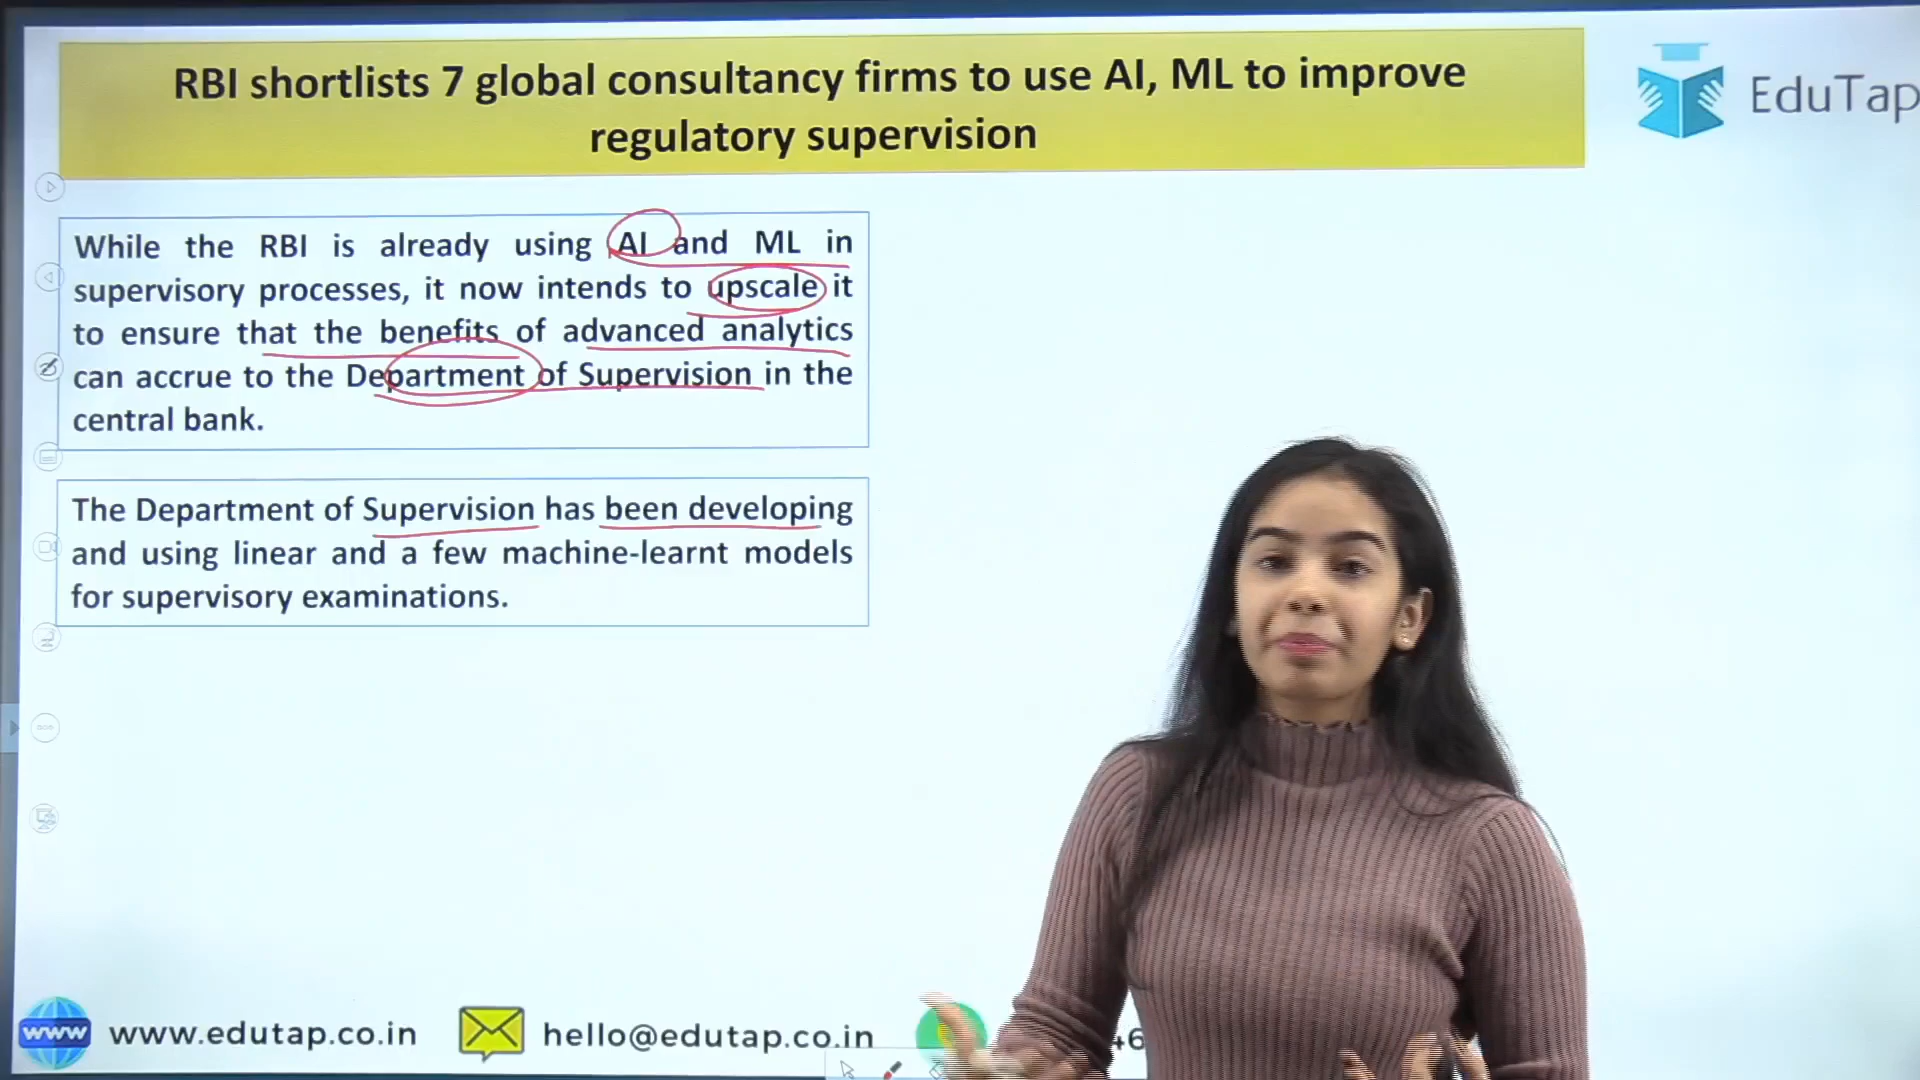 RBI shortlists 7 global consultancy firms to use AI, ML to improve
regulatory supervision
EduTap
While the RBI is already using AI and ML in
supervisory processes, it now intends to upscale it
to ensure that the benefits of advanced analytics
can accrue to the Department of Supervision in the
central bank.
The Department of Supervision has been developing
and using linear and a few machine-learnt models
for supervisory examinations.
www
www.edutap.co.in
hello@edutap.co.in